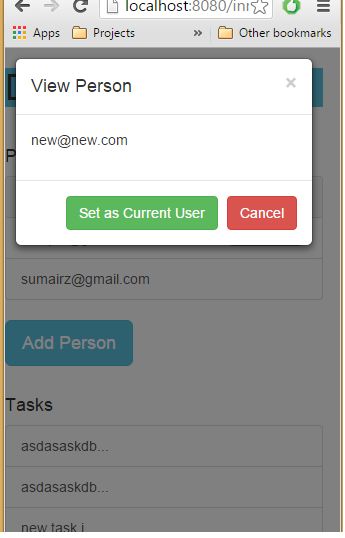 localhost:8080/inn
Apps Projects » Other bookmarks
View Person ×
new@new.com
Set as Current User Cancel
sumairz@gmail.com
Add Person
Tasks
asdasaskdb...
asdasaskdb...
new task i